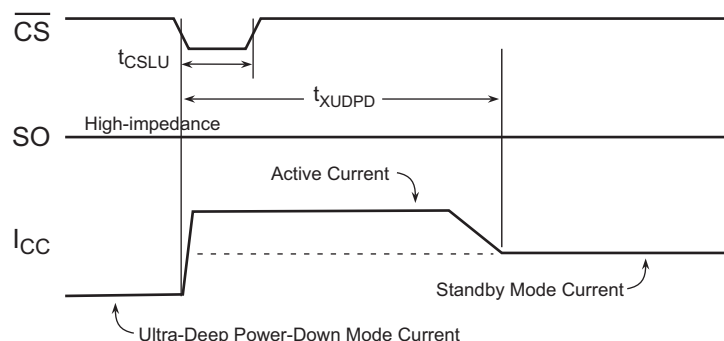 CS
tCSLU
tXUDPD
High-impedance
SO
Active Current
ICC
Standby Mode Current
Ultra-Deep Power-Down Mode Current